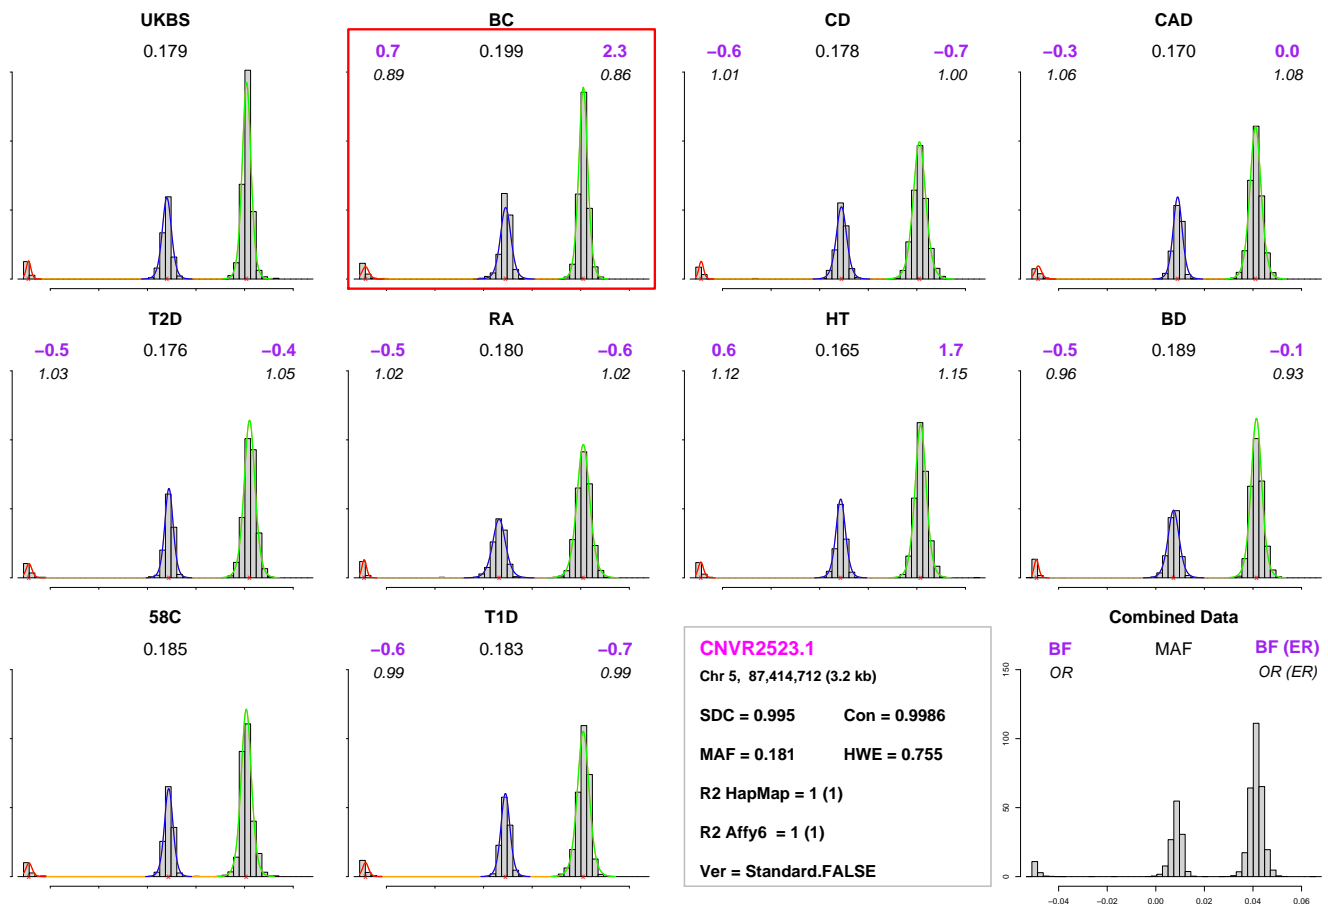 UKBS
0.179
BC
0.7 0.199 2.3
0.89 0.86
CD
−0.6 0.178 −0.7
1.01 1.00
CAD
−0.3 0.170 0.0
1.06 1.08
T2D
−0.5 0.176 −0.4
1.03 1.05
RA
−0.5 0.180 −0.6
1.02 1.02
HT
0.6 0.165 1.7
1.12 1.15
BD
−0.5 0.189 −0.1
0.96 0.93
58C
0.185
T1D
−0.6 0.183 −0.7
0.99 0.99
CNVR2523.1
Chr 5, 87,414,712 (3.2 kb)
SDC = 0.995 Con = 0.9986
MAF = 0.181 HWE = 0.755
R2 HapMap = 1 (1)
R2 Affy6 = 1 (1)
Ver = Standard.FALSE
Combined Data
BF MAF BF (ER)
OR OR (ER)
150
100
50
0
−0.04 −0.02 0.00 0.02 0.04 0.06